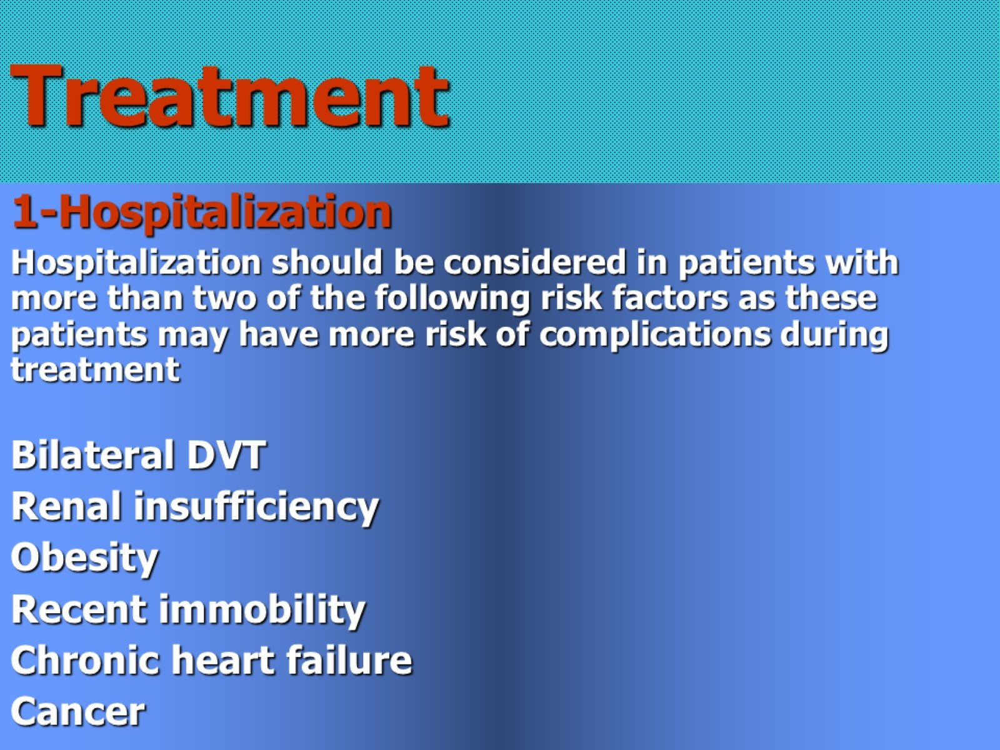 Treatment
1-Hospitalization
Hospitalization should be considered in patients with
more than two of the following risk factors as these
patients may have more risk of complications during
treatment
Bilateral DVT
Renal insufficiency
Obesity
Recent immobility
Chronic heart failure
Cancer